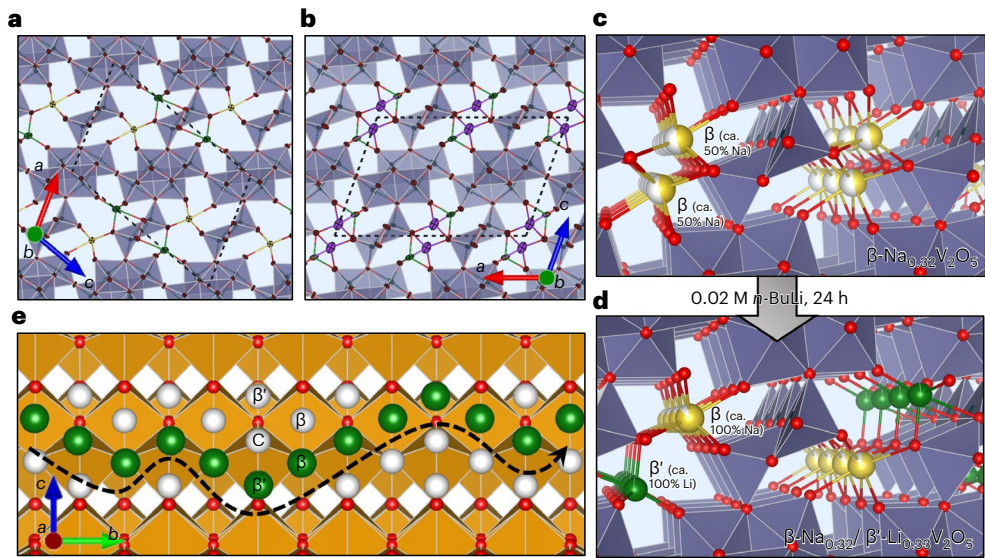 a
b
c
a
b
c
c
a
b
β (ca.
50% Na)
β (ca.
50% Na)
β-Na0.32V2O5
0.02 M n-BuLi, 24 h
d
β (ca.
100% Na)
β′ (ca.
100% Li)
β-Na0.32/ β′-Li0.33V2O5
e
β′
β
C
β
β′
c
a
b